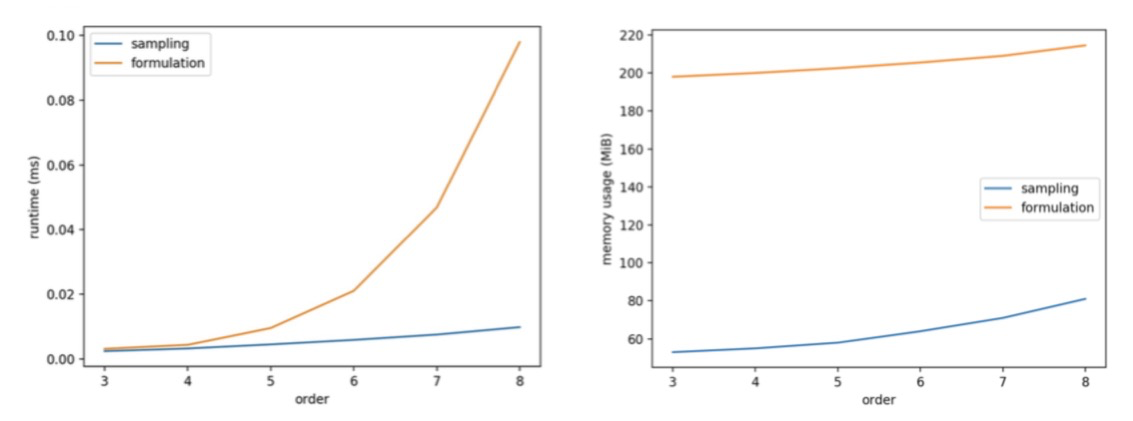 runtime (ms)
0.10
0.08
0.06
0.04
0.02
0.00
sampling
formulation
3 4 5 6 7 8
order
memory usage (MiB)
220
200
180
160
140
120
100
80
60
sampling
formulation
3 4 5 6 7 8
order